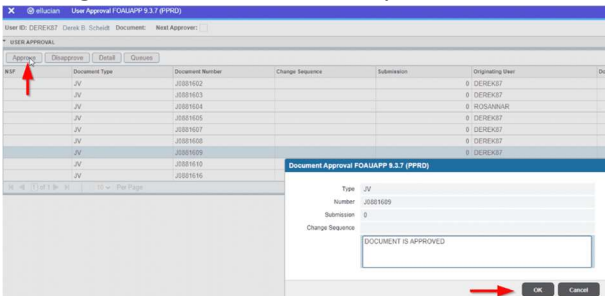 ellucian User Approval FOAUAPP 9.3.7 (PPRD)
User ID: DEREK87 Derek B. Scheidt Document: Next Approver:
USER APPROVAL
Approve Disapprove Detail Queues
NSF Document Type Document Number Change Sequence Submission Originating User Do
JV J0881602 0 DEREK87
JV J0881603 0 DEREK87
JV J0881604 0 ROSANNAR
JV J0881605 0 DEREK87
JV J0881607 0 DEREK87
JV J0881608 0 DEREK87
JV J0881609 0 DEREK87
JV J0881610
JV J0881616
1 of 1 Per Page
Document Approval FOAUAPP 9.3.7 (PPRD)
Type JV
Number J0881609
Submission 0
Change Sequence
DOCUMENT IS APPROVED
OK Cancel